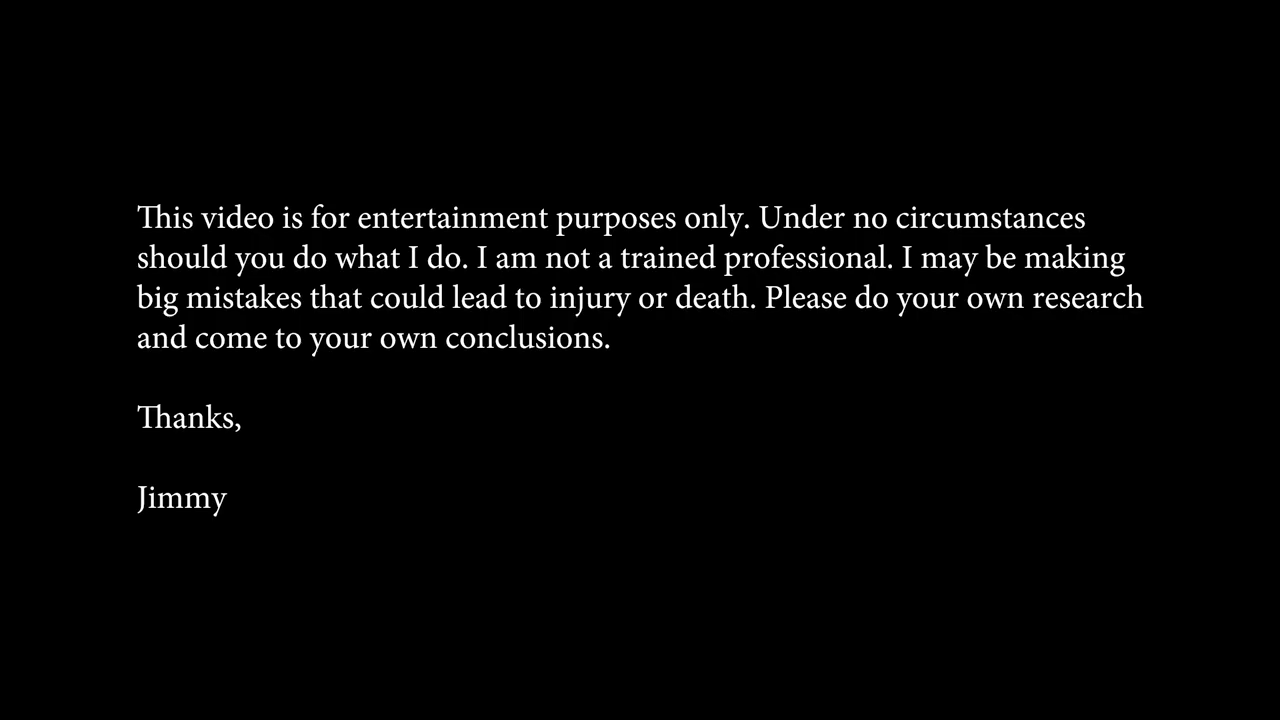 This video is for entertainment purposes only. Under no circumstances
should you do what I do. I am not a trained professional. I may be making
big mistakes that could lead to injury or death. Please do your own research
and come to your own conclusions.
Thanks,
Jimmy